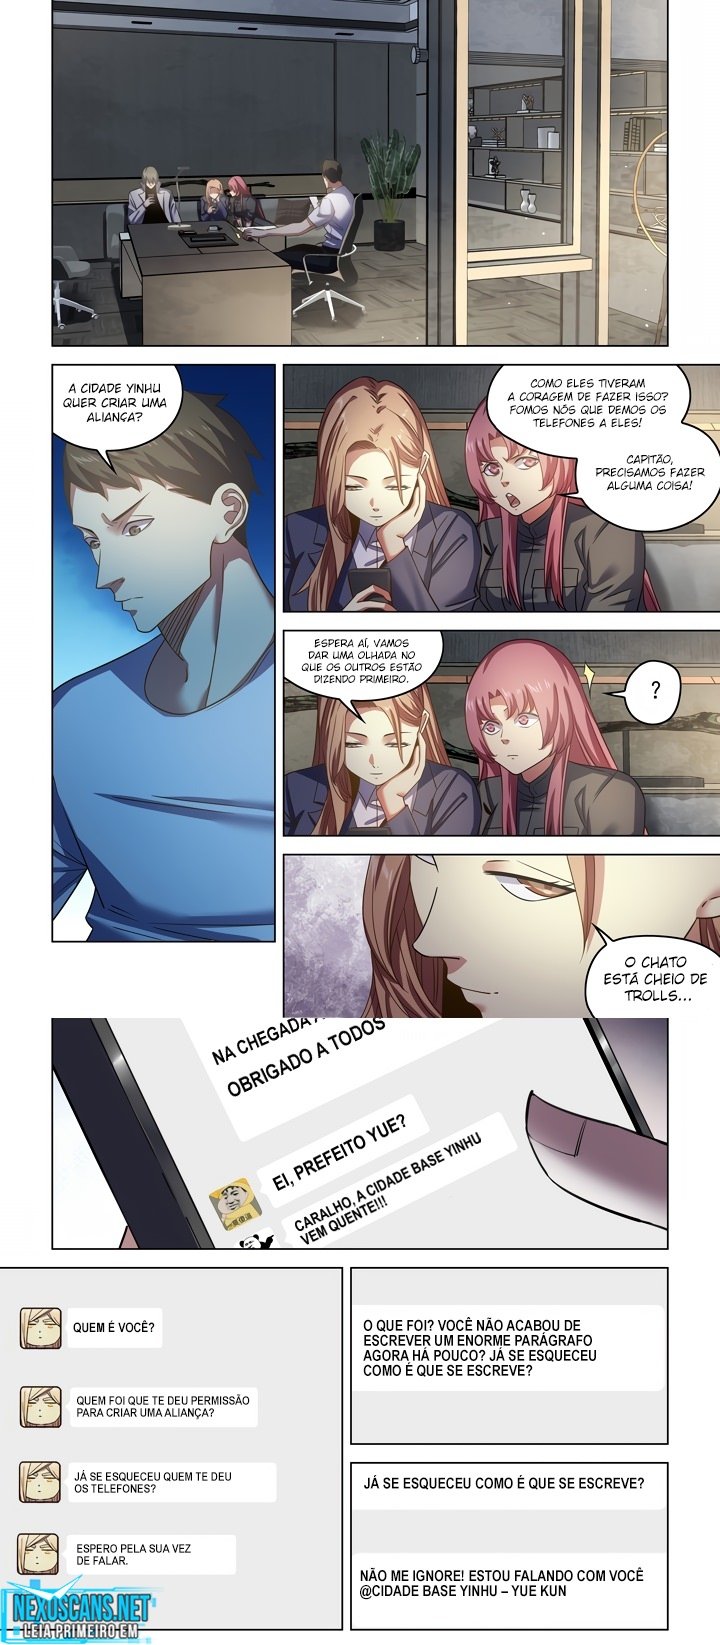 A CIDADE YINHU
QUER CRIAR UMA
ALIANÇA?
COMO ELES TIVERAM
A CORAGEM DE FAZER ISSO?
FOMOS NÓS QUE DEMOS OS
TELEFONES A ELES!
CAPITÃO,
PRECISAMOS FAZER
ALGUMA COISA!
ESPERA AÍ, VAMOS
DAR UMA OLHADA NO
QUE OS OUTROS ESTÃO
DIZENDO PRIMEIRO.
?
O CHATO
ESTÁ CHEIO DE
TROLLS...
NA CHEGADA
OBRIGADO A TODOS
EI, PREFEITO YUE?
CARALHO, A CIDADE BASE YINHU
VEM QUENTE!!!
QUEM É VOCÊ?
QUEM FOI QUE TE DEU PERMISSÃO
PARA CRIAR UMA ALIANÇA?
JÁ SE ESQUECEU QUEM TE DEU
OS TELEFONES?
ESPERO PELA SUA VEZ
DE FALAR.
O QUE FOI? VOCÊ NÃO ACABOU DE
ESCREVER UM ENORME PARÁGRAFO
AGORA HÁ POUCO? JÁ SE ESQUECEU
COMO É QUE SE ESCREVE?
JÁ SE ESQUECEU COMO É QUE SE ESCREVE?
NÃO ME IGNORE! ESTOU FALANDO COM VOCÊ
@CIDADE BASE YINHU – YUE KUN
NEXOSCANS.NET
LEIA PRIMEIRO EM